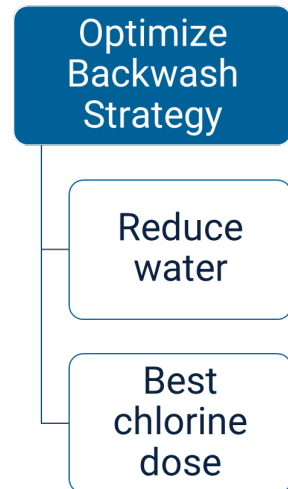 Optimize
Backwash
Strategy
Reduce
water
Best
chlorine
dose